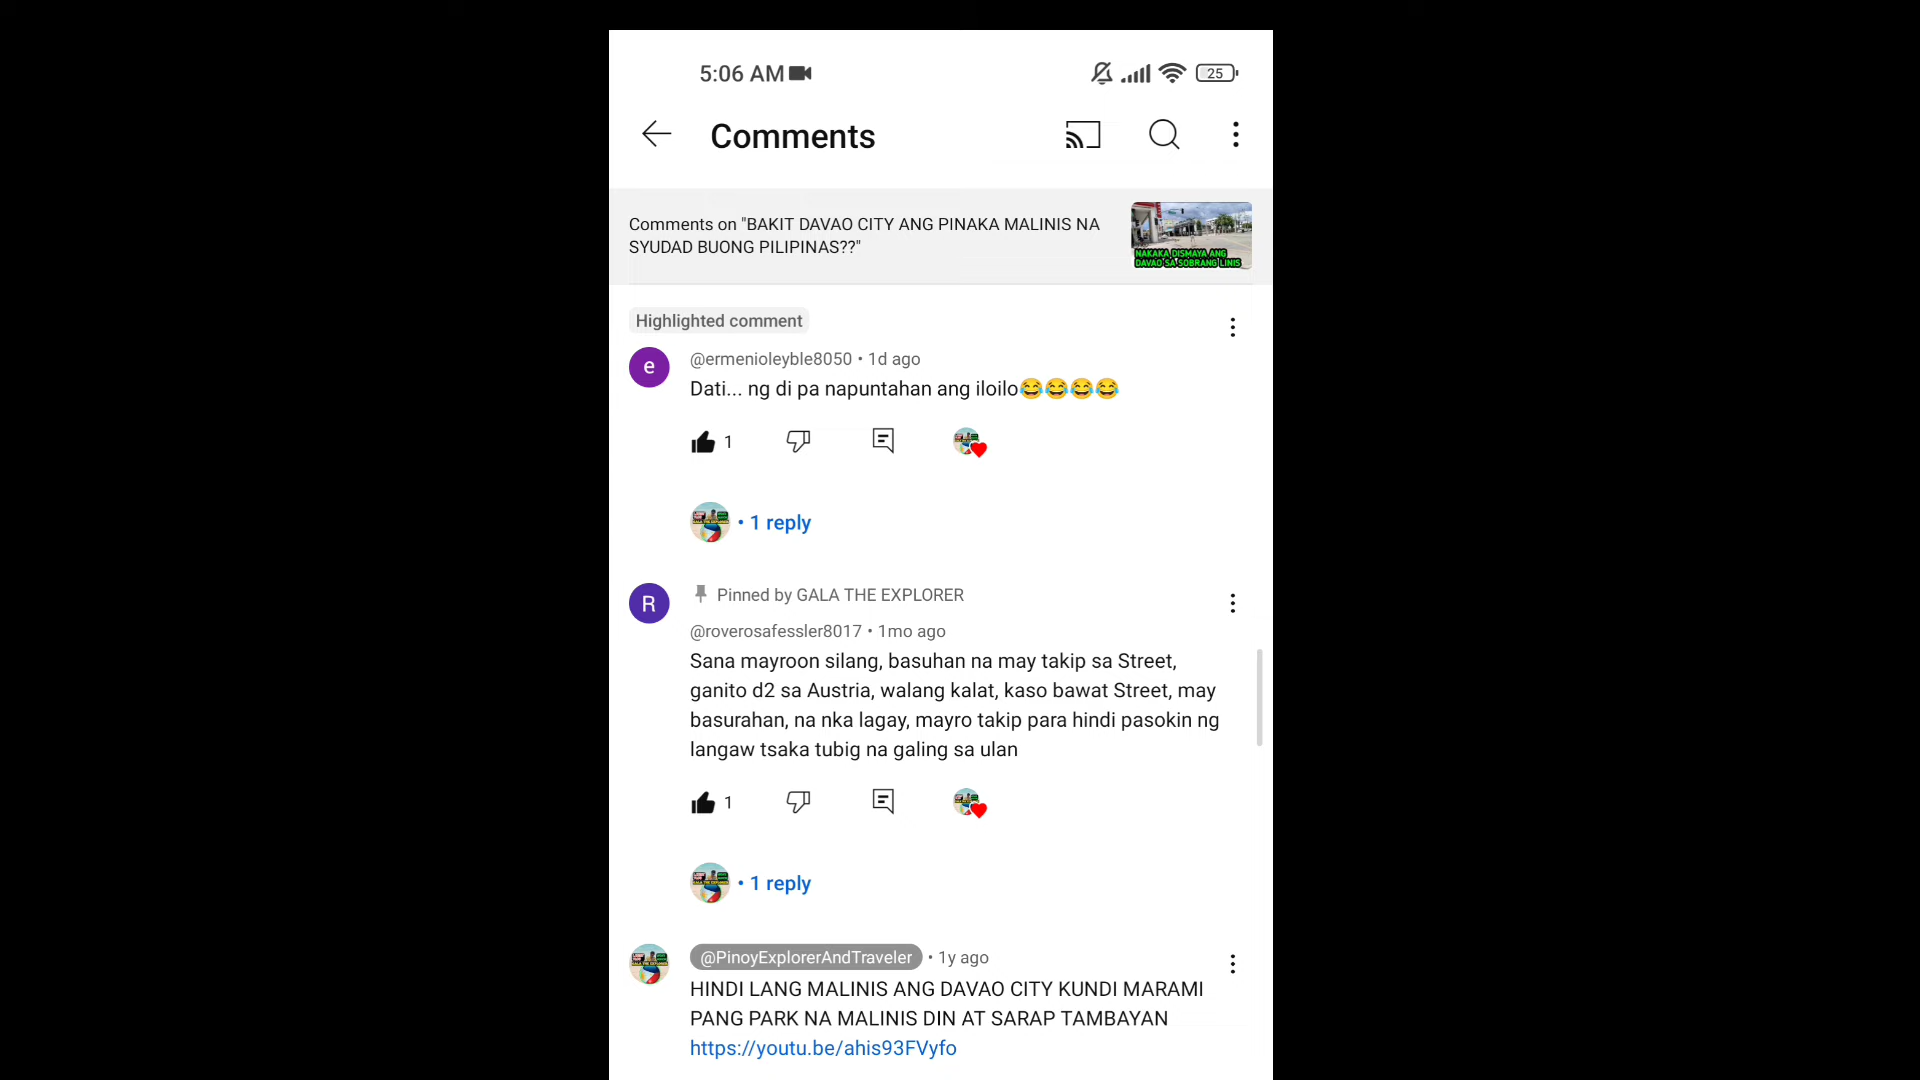 5:06 AM
25
Comments
Comments on "BAKIT DAVAO CITY ANG PINAKA MALINIS NA
SYUDAD BUONG PILIPINAS??"
NAKAKA DISMAYA ANG
DAVAO SA SOBRANG LINIS
Highlighted comment
e
@ermenioleyble8050 • 1d ago
Dati... ng di pa napuntahan ang iloilo😂😂😂😂
1
• 1 reply
Pinned by GALA THE EXPLORER
R
@roverosafessler8017 • 1mo ago
Sana mayroon silang, basuhan na may takip sa Street,
ganito d2 sa Austria, walang kalat, kaso bawat Street, may
basurahan, na nka lagay, mayro takip para hindi pasokin ng
langaw tsaka tubig na galing sa ulan
1
• 1 reply
@PinoyExplorerAndTraveler • 1y ago
HINDI LANG MALINIS ANG DAVAO CITY KUNDI MARAMI
PANG PARK NA MALINIS DIN AT SARAP TAMBAYAN
https://youtu.be/ahis93FVyfo